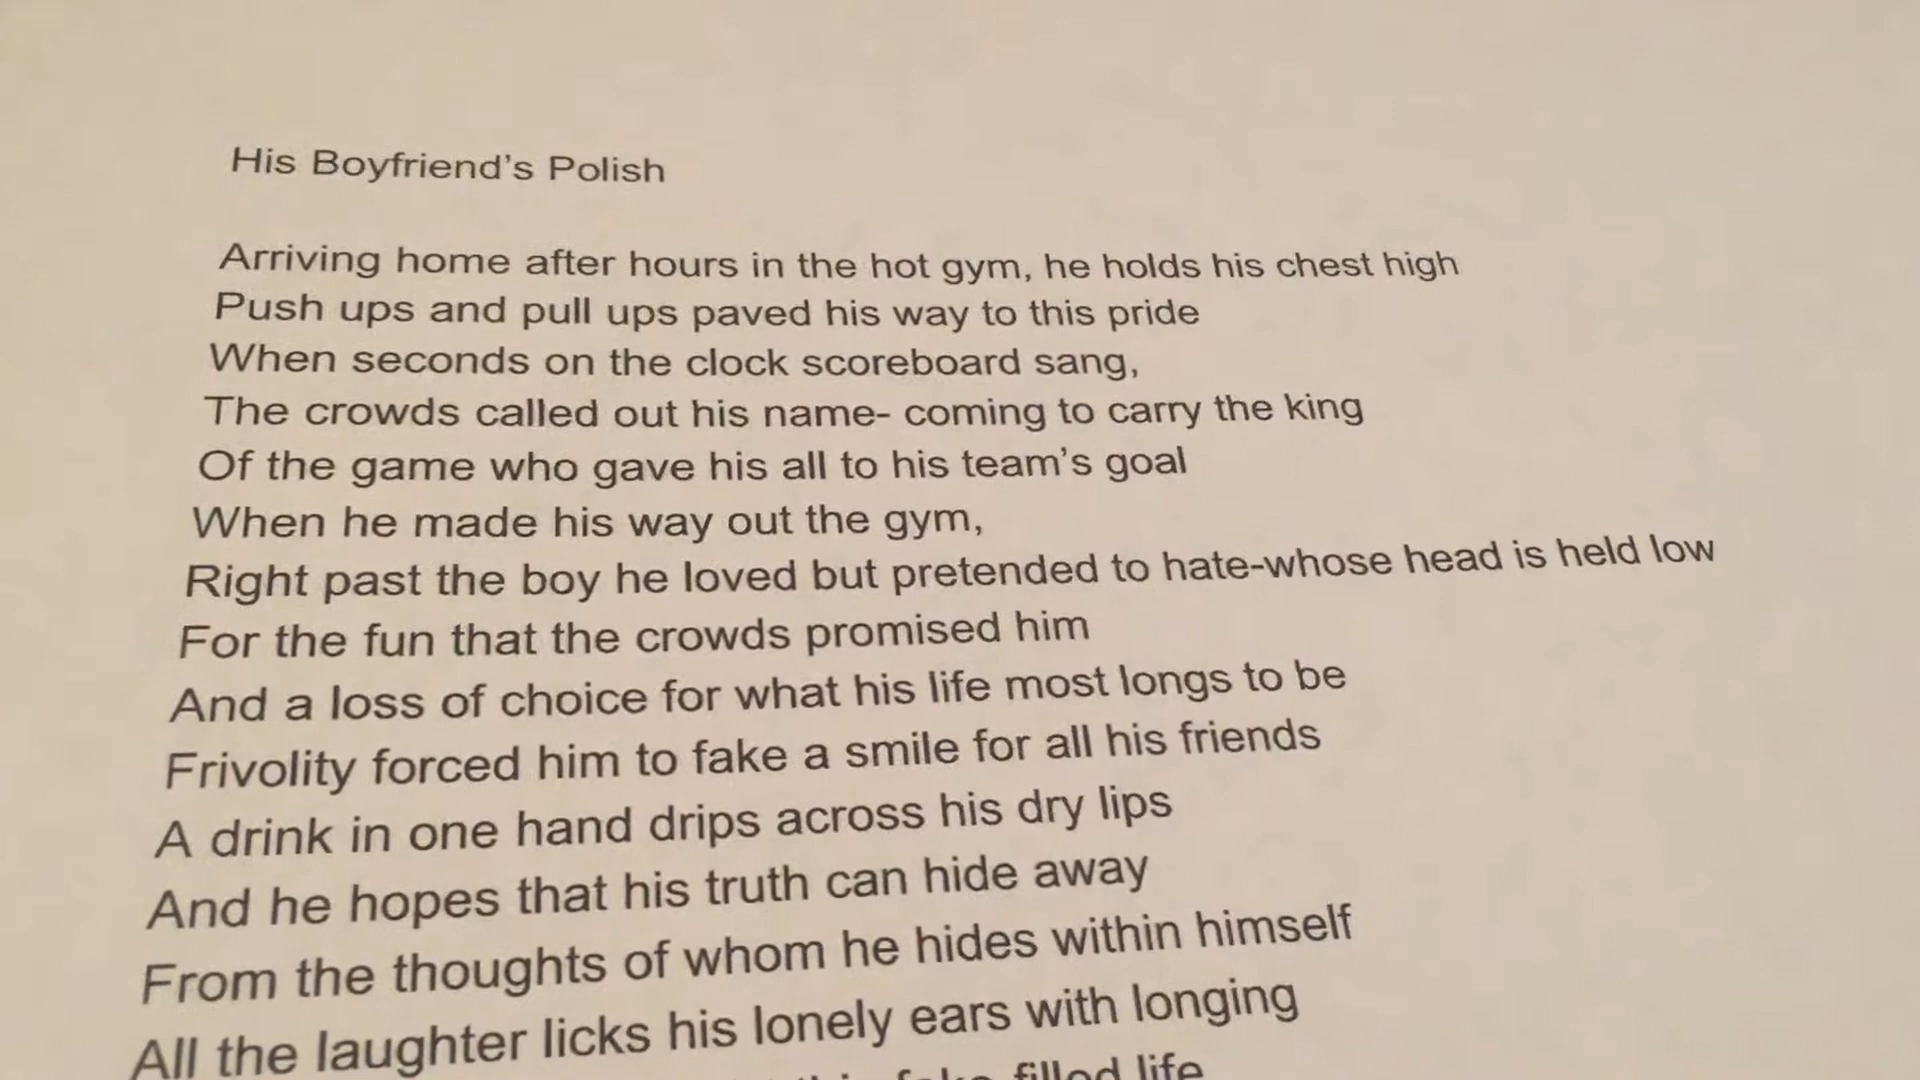 His Boyfriend's Polish
Arriving home after hours in the hot gym, he holds his chest high
Push ups and pull ups paved his way to this pride
When seconds on the clock scoreboard sang,
The crowds called out his name- coming to carry the king
Of the game who gave his all to his team's goal
When he made his way out the gym,
Right past the boy he loved but pretended to hate-whose head is held low
For the fun that the crowds promised him
And a loss of choice for what his life most longs to be
Frivolity forced him to fake a smile for all his friends
A drink in one hand drips across his dry lips
And he hopes that his truth can hide away
From the thoughts of whom he hides within himself
All the laughter licks his lonely ears with longing
filled life